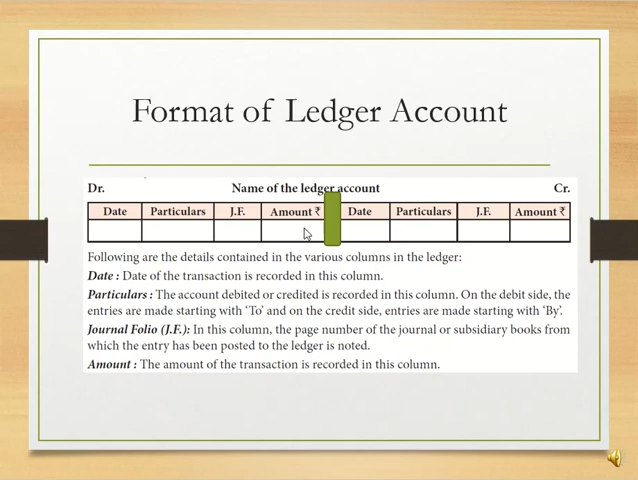 Format of Ledger Account
Dr. Name of the ledger account Cr.
Date Particulars J.F. Amount ₹ Date Particulars J.F. Amount ₹
Following are the details contained in the various columns in the ledger:
Date : Date of the transaction is recorded in this column.
Particulars : The account debited or credited is recorded in this column. On the debit side, the
entries are made starting with ‘To’ and on the credit side, entries are made starting with ‘By’.
Journal Folio (J.F.): In this column, the page number of the journal or subsidiary books from
which the entry has been posted to the ledger is noted.
Amount : The amount of the transaction is recorded in this column.